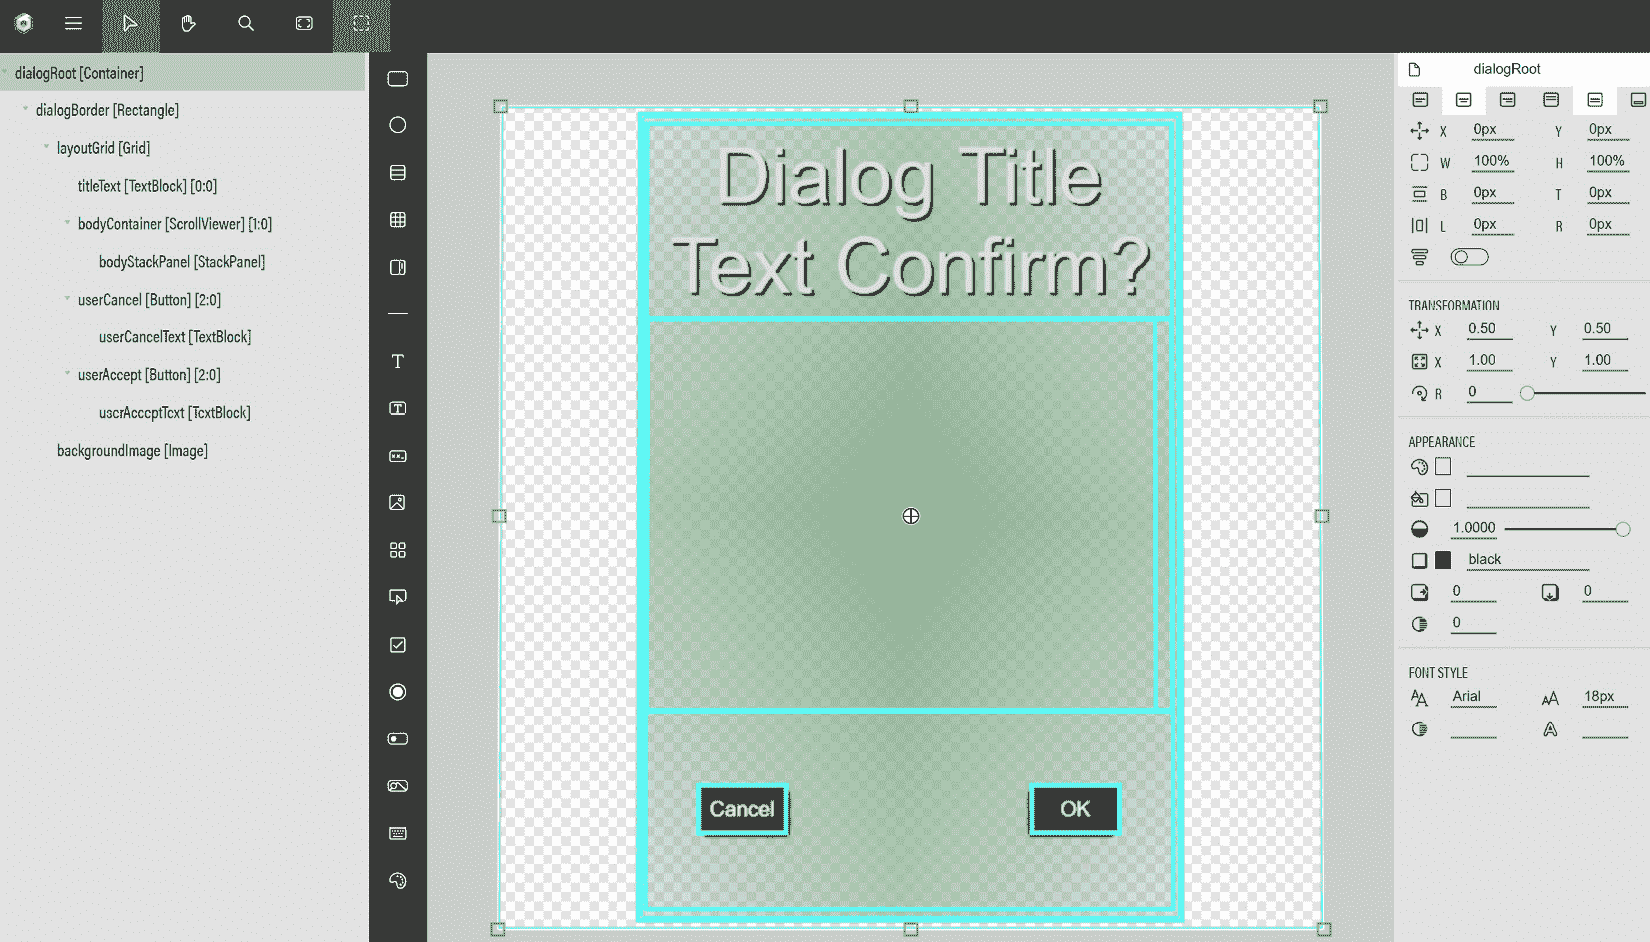 dialogRoot [Container]
dialogBorder [Rectangle]
layoutGrid [Grid]
titleText [TextBlock] [0:0]
bodyContainer [ScrollViewer] [1:0]
bodyStackPanel [StackPanel]
userCancel [Button] [2:0]
userCancelText [TextBlock]
userAccept [Button] [2:0]
userAcceptText [TextBlock]
backgroundImage [Image]
Dialog Title
Text Confirm?
Cancel
OK
dialogRoot
X 0px Y 0px
W 100% H 100%
B 0px T 0px
L 0px R 0px
TRANSFORMATION
X 0.50 Y 0.50
X 1.00 Y 1.00
R 0
APPEARANCE
1.0000
black
0 0
0
FONT STYLE
Arial 18px